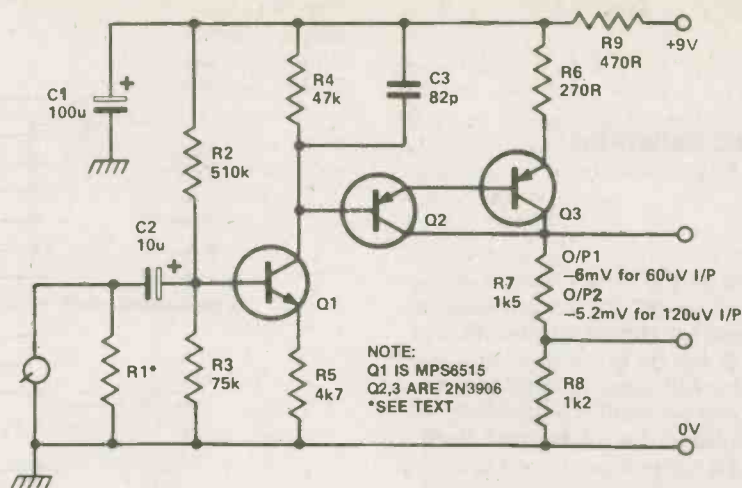 R9
470R
+9V
C1
100u
+
R4
47k
C3
82p
R6
270R
R2
510k
C2
10u
+
Q1
Q2
Q3
O/P1
–6mV for 60uV I/P
O/P2
–5.2mV for 120uV I/P
R7
1k5
R1*
R3
75k
R5
4k7
NOTE:
Q1 IS MPS6515
Q2,3 ARE 2N3906
*SEE TEXT
R8
1k2
0V